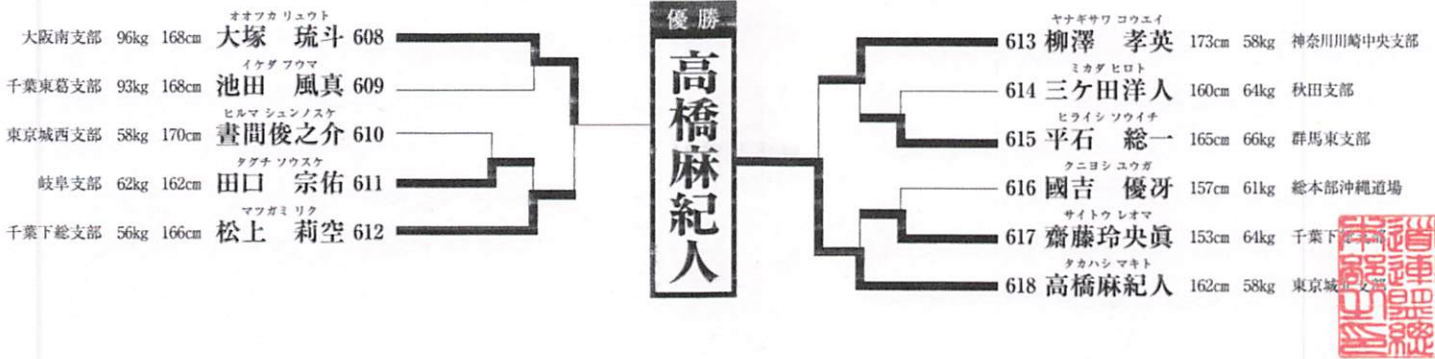 オオツカ リュウト
大阪南支部 96kg 168cm 大塚 琉斗 608
イケダ フウマ
千葉東葛支部 93kg 168cm 池田 風真 609
ヒルマ シュンノスケ
東京城西支部 58kg 170cm 晝間俊之介 610
タグチ ソウスケ
岐阜支部 62kg 162cm 田口 宗佑 611
マツガミ リク
千葉下総支部 56kg 166cm 松上 莉空 612
優勝
高橋麻紀人
ヤナギサワ コウエイ
613 柳澤 孝英 173cm 58kg 神奈川川崎中央支部
ミカダ ヒロト
614 三ケ田洋人 160cm 64kg 秋田支部
ヒライシ ソウイチ
615 平石 総一 165cm 66kg 群馬東支部
クニヨシ ユウガ
616 國吉 優冴 157cm 61kg 総本部沖縄道場
サイトウ レオマ
617 齋藤玲央眞 153cm 64kg 千葉下総支部
タカハシ マキト
618 高橋麻紀人 162cm 58kg 東京城